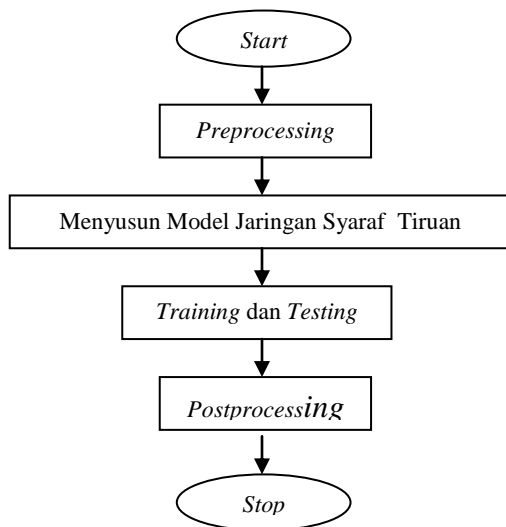 Start
Preprocessing
Menyusun Model Jaringan Syaraf Tiruan
Training dan Testing
Postprocessing
Stop